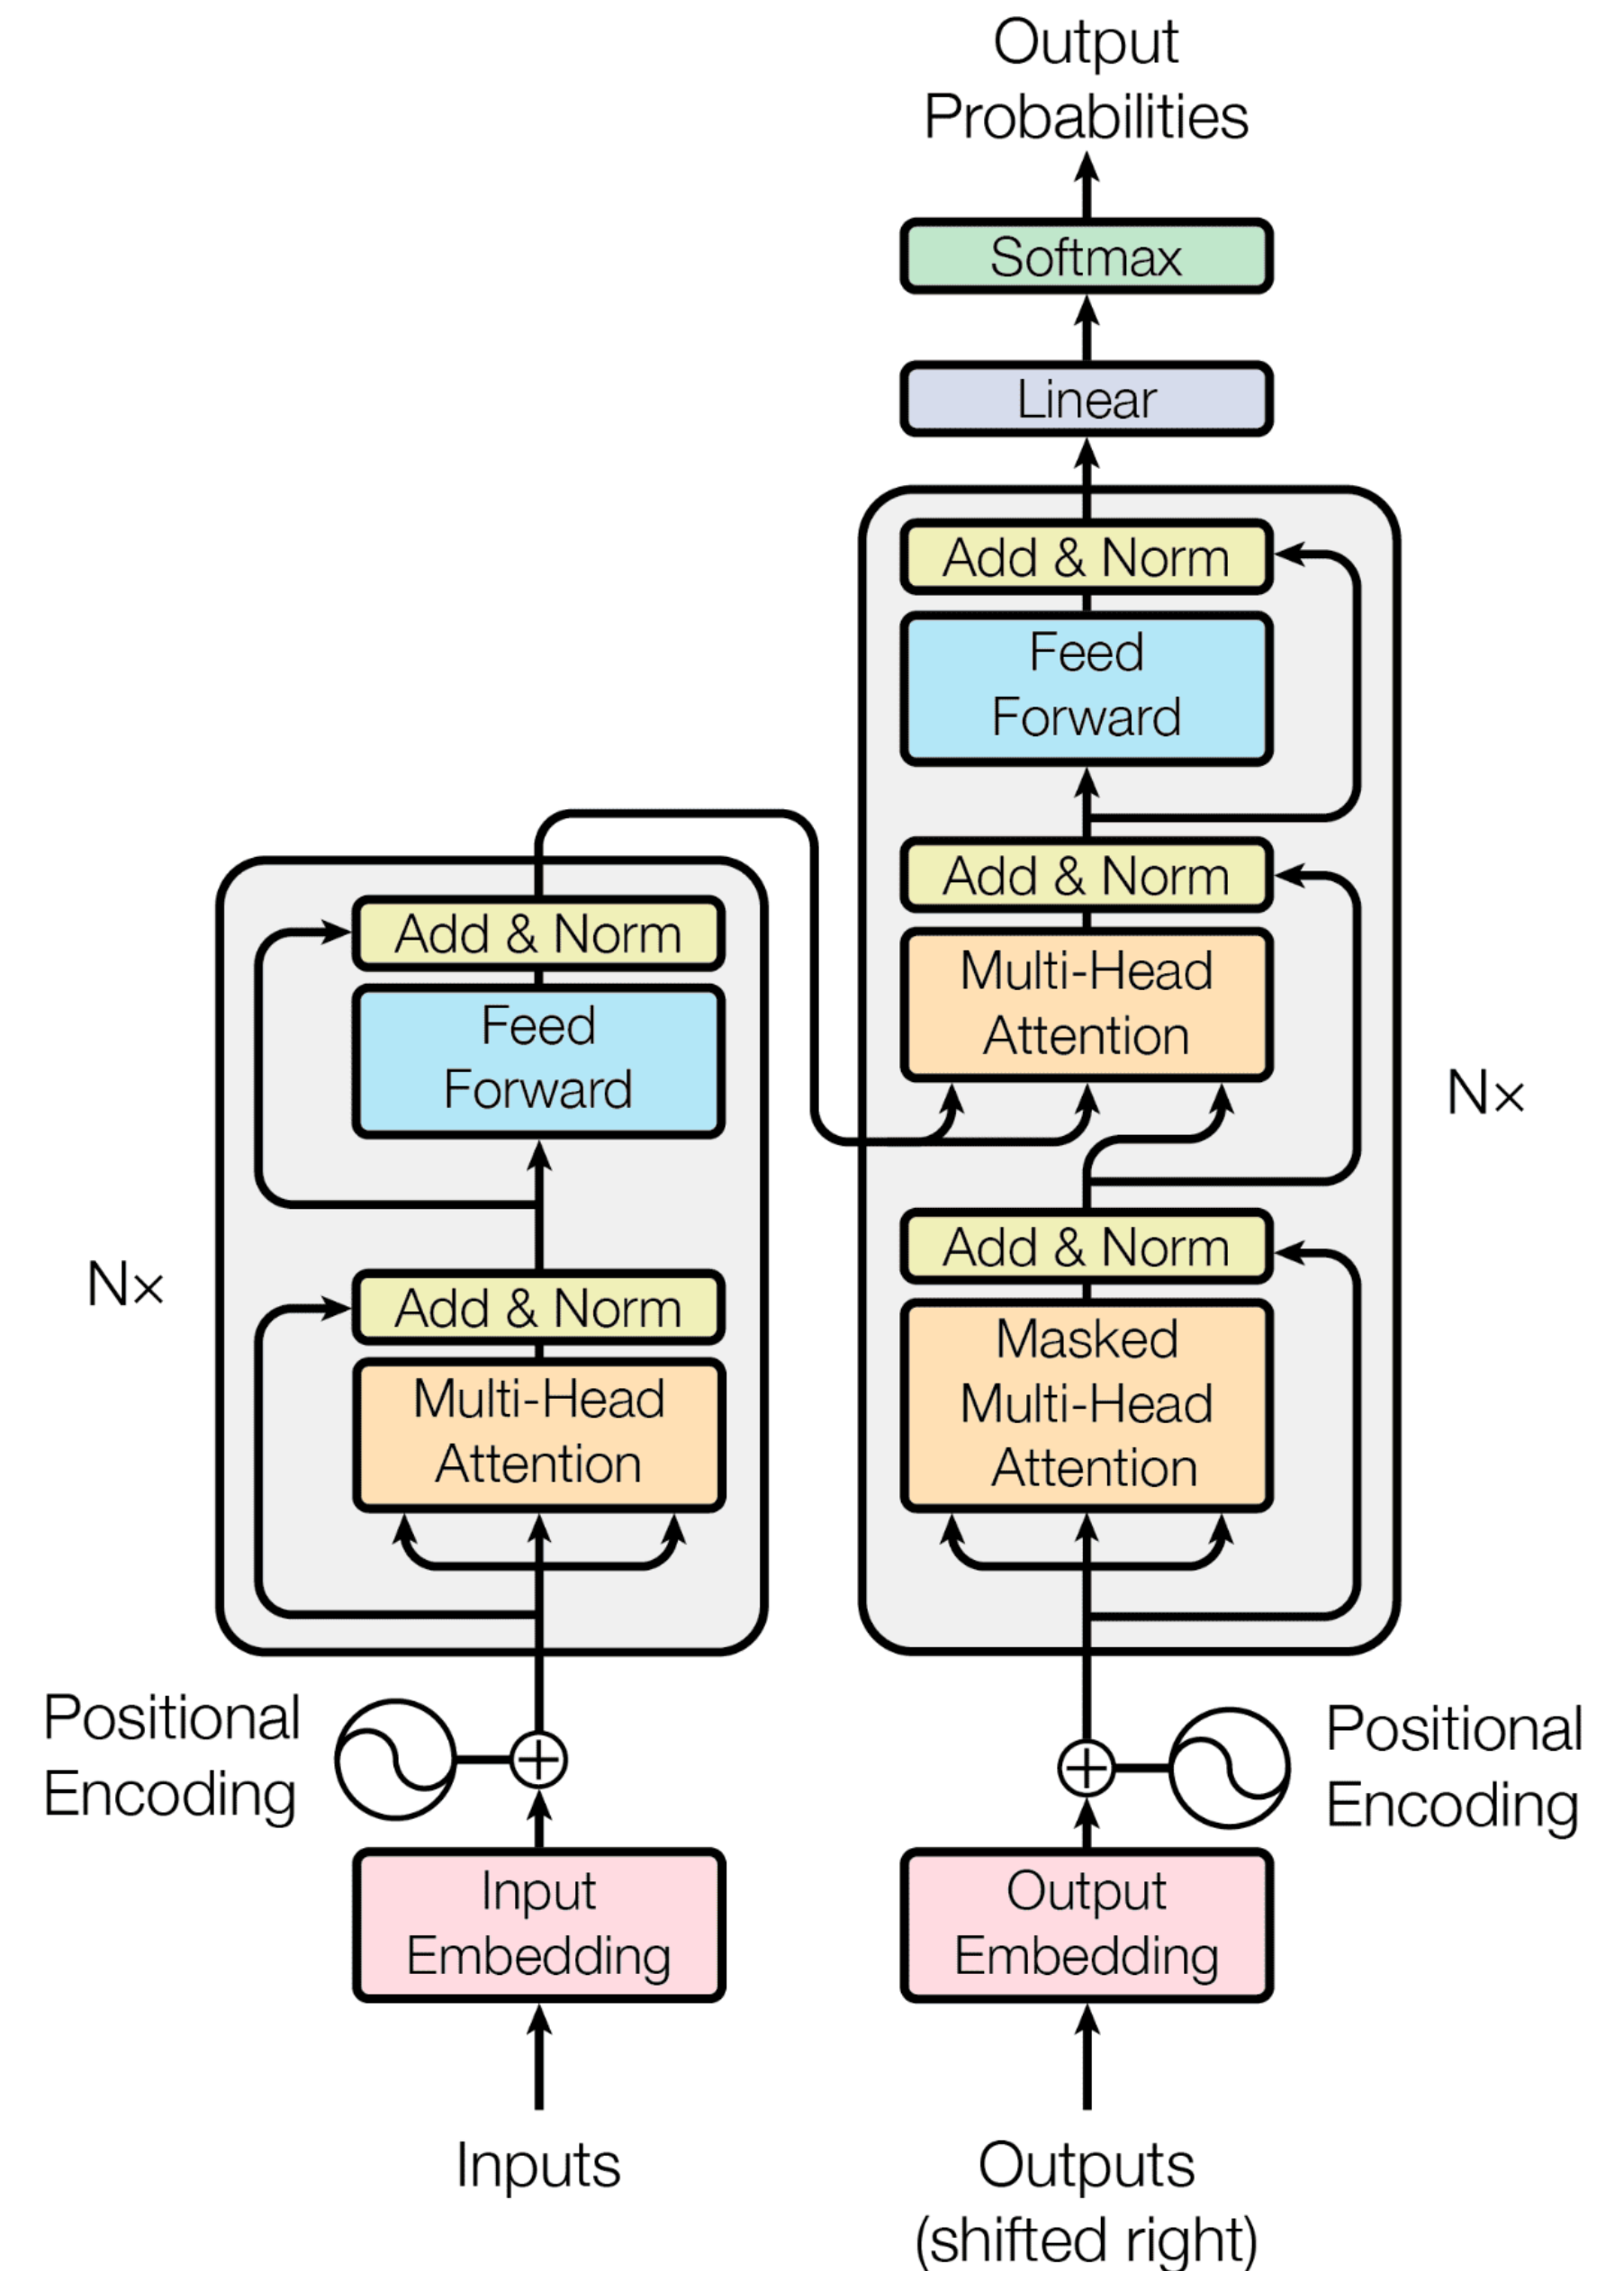 Output
Probabilities
Softmax
Linear
Add & Norm
Feed
Forward
Add & Norm
Multi-Head
Attention
Add & Norm
Masked
Multi-Head
Attention
N×
Positional
Encoding
Output
Embedding
Outputs
(shifted right)
Add & Norm
Feed
Forward
Add & Norm
Multi-Head
Attention
N×
Positional
Encoding
Input
Embedding
Inputs